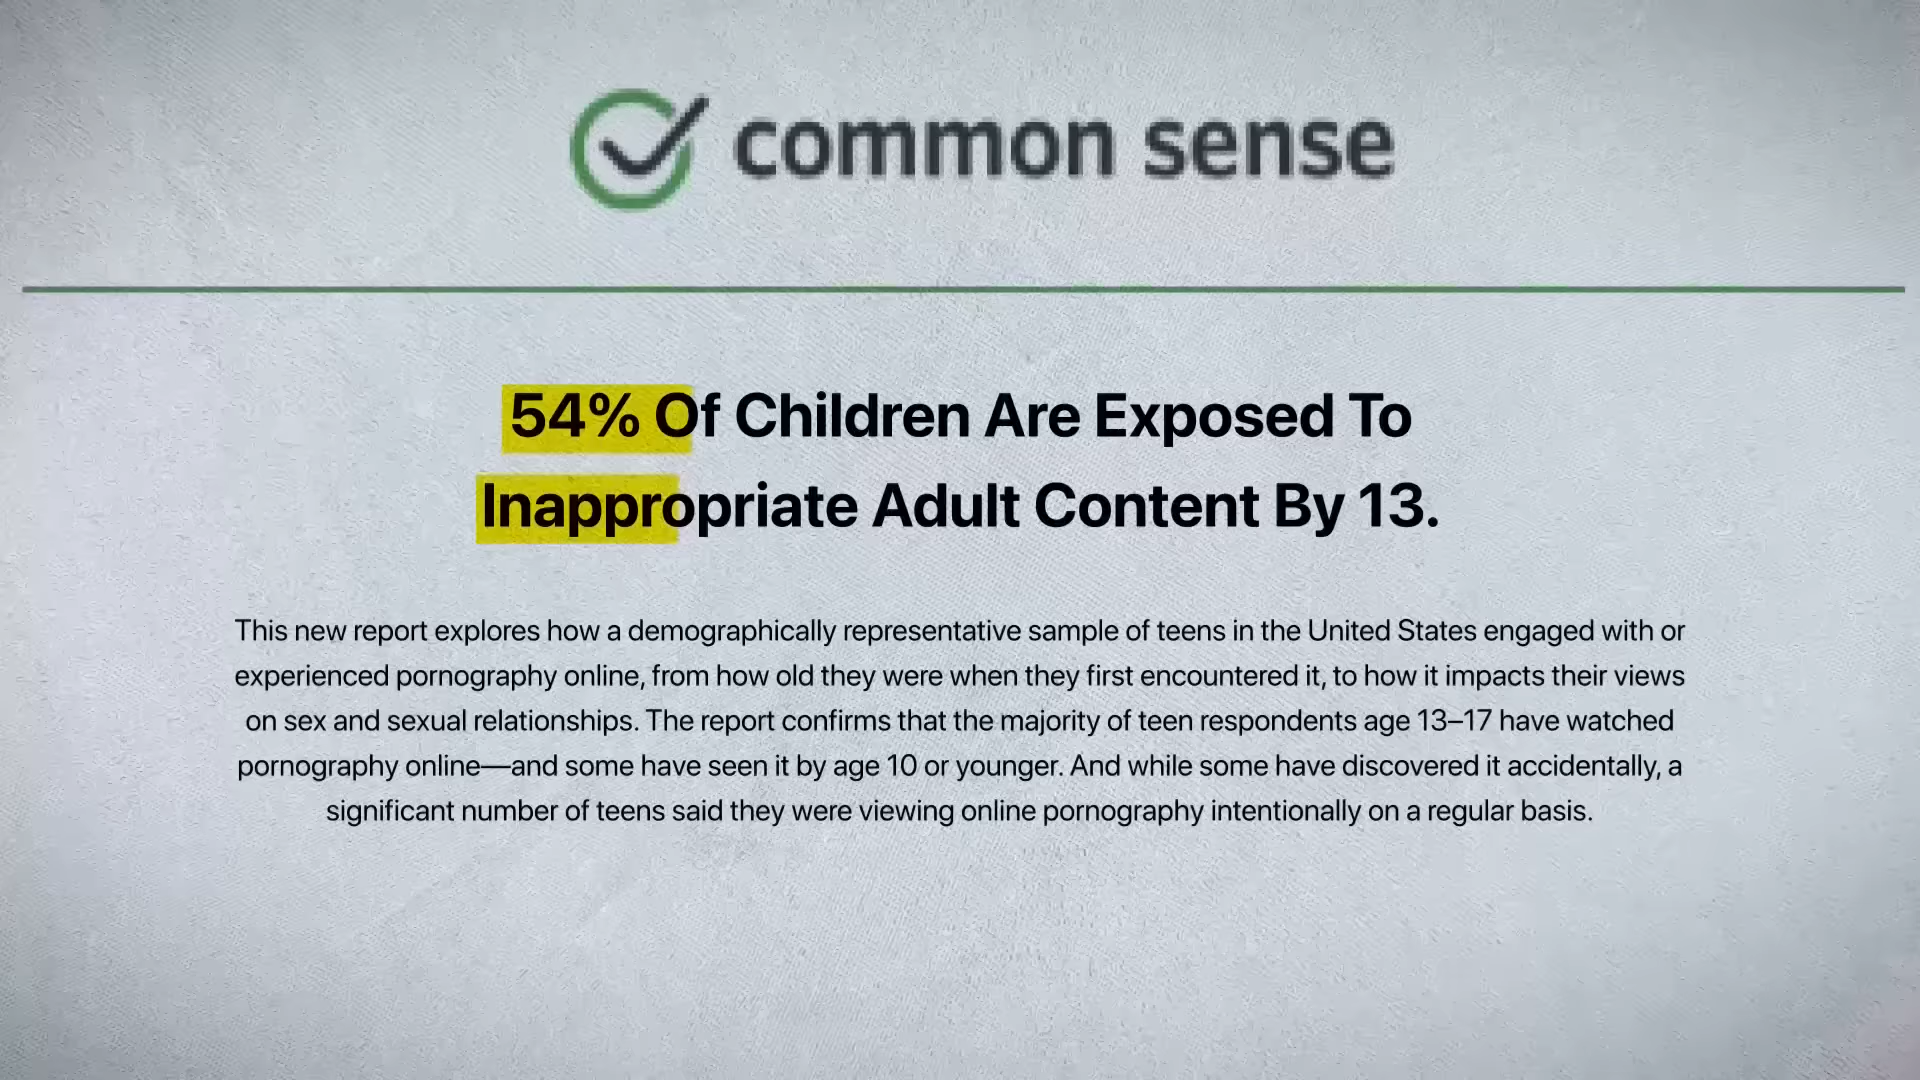 common sense
54% Of Children Are Exposed To
Inappropriate Adult Content By 13.
This new report explores how a demographically representative sample of teens in the United States engaged with or
experienced pornography online, from how old they were when they first encountered it, to how it impacts their views
on sex and sexual relationships. The report confirms that the majority of teen respondents age 13–17 have watched
pornography online—and some have seen it by age 10 or younger. And while some have discovered it accidentally, a
significant number of teens said they were viewing online pornography intentionally on a regular basis.